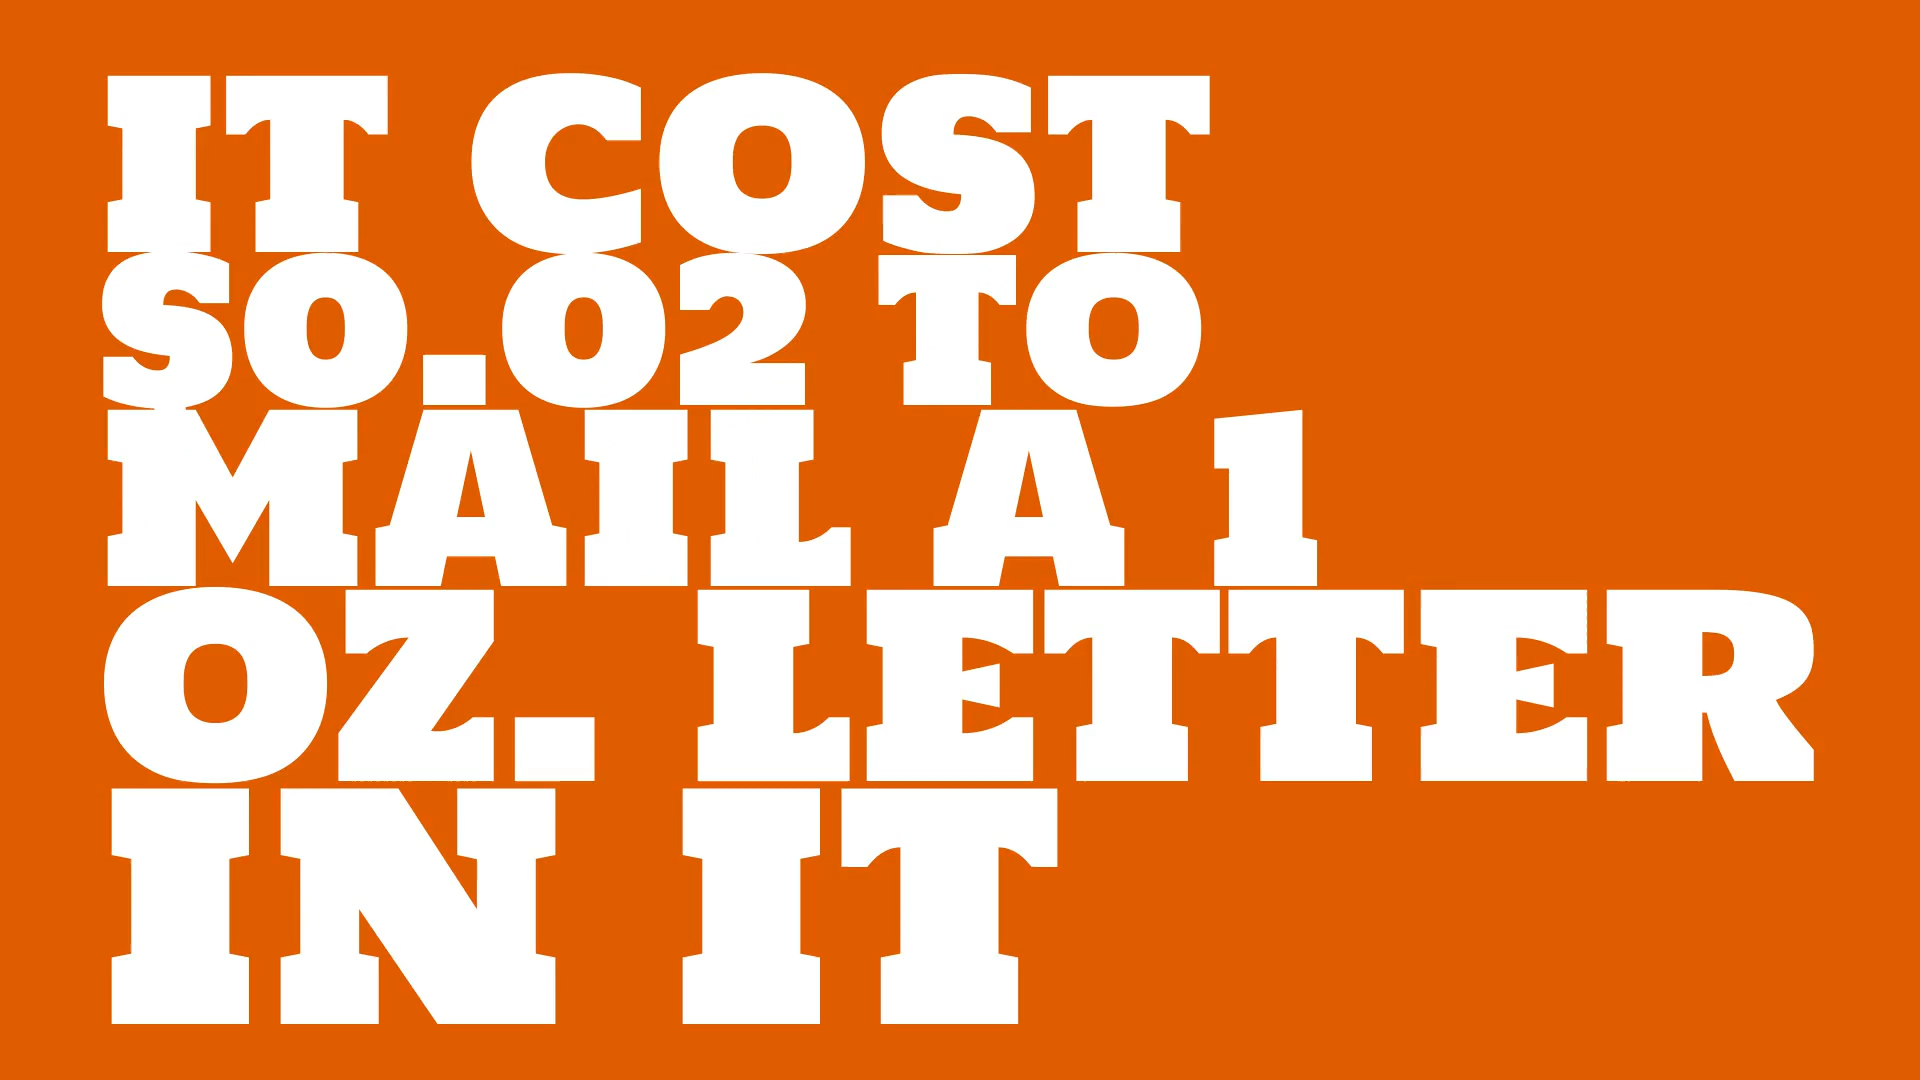 IT COST
$0.02 TO
MAIL A 1
OZ. LETTER
IN IT